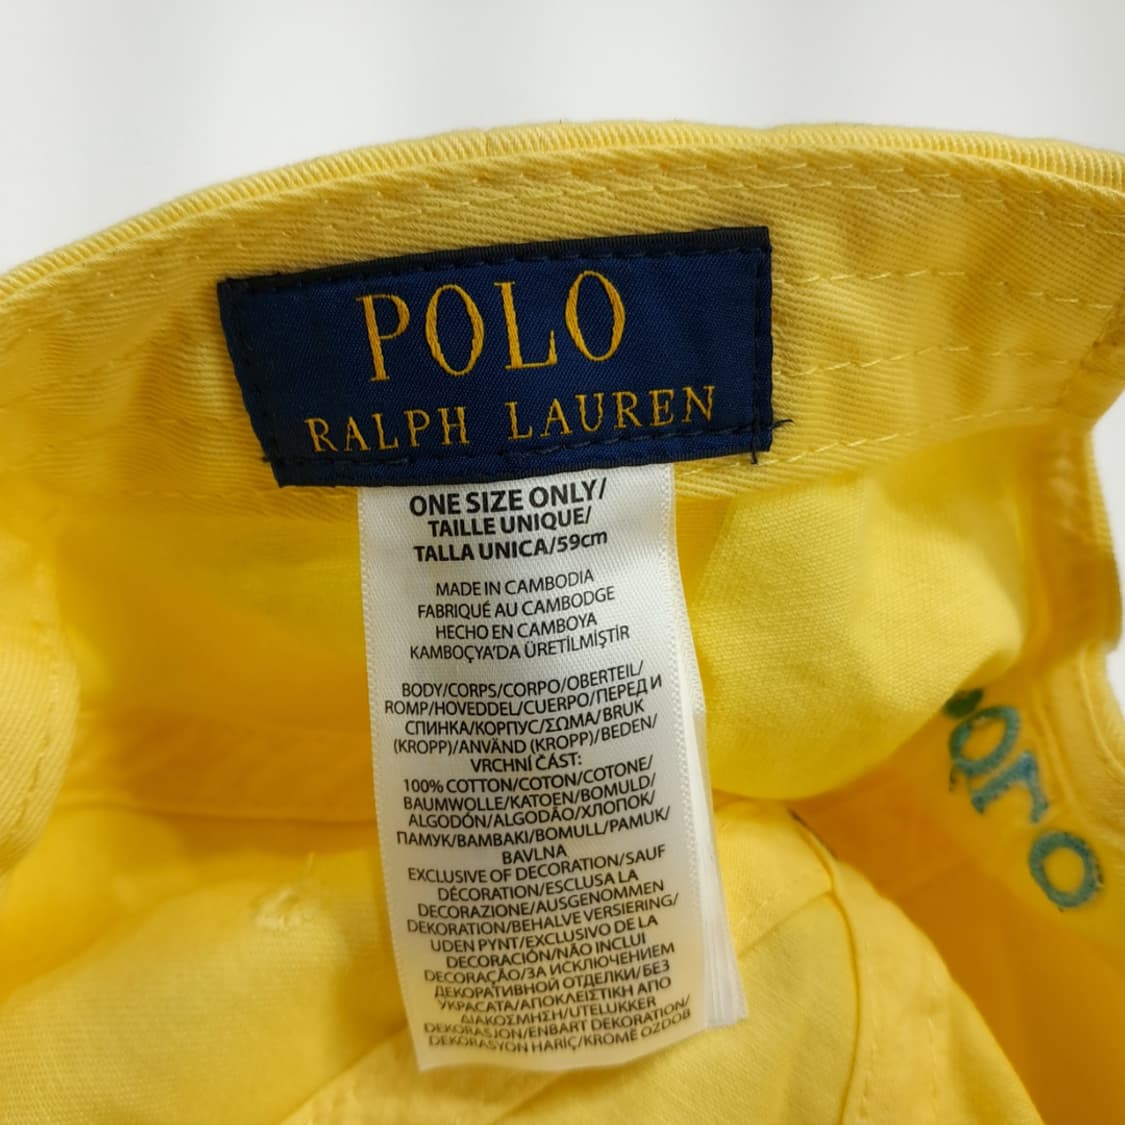 POLO
RALPH LAUREN
ONE SIZE ONLY/
TAILLE UNIQUE/
TALLA UNICA/59cm
MADE IN CAMBODIA
FABRIQUÉ AU CAMBODGE
HECHO EN CAMBOYA
KAMBOÇYA'DA ÜRETİLMİŞTİR
BODY/CORPS/CORPO/OBERTEIL/
ROMP/HOVEDDEL/CUERPO/ПЕРЕД И
СПИНКА/КОРПУС/ΣΩΜΑ/BRUK
(KROPP)/ANVÄND (KROPP)/BEDEN/
VRCHNÍ ČÁST:
100% COTTON/COTON/COTONE/
BAUMWOLLE/KATOEN/BOMULD/
ALGODÓN/ALGODÃO/ХЛОПОК/
ПАМУК/ΒΑΜΒΑΚΙ/BOMULL/PAMUK/
BAVLNA
EXCLUSIVE OF DECORATION/SAUF
DÉCORATION/ESCLUSA LA
DECORAZIONE/AUSGENOMMEN
DEKORATION/BEHALVE VERSIERING/
UDEN PYNT/EXCLUSIVO DE LA
DECORACIÓN/NÃO INCLUI
DECORAÇÃO/ЗА ИСКЛЮЧЕНИЕМ
ДЕКОРАТИВНОЙ ОТДЕЛКИ/БЕЗ
УКРАСАТА/ΑΠΟΚΛΕΙΣΤΙΚΗ ΑΠΟ
ΔΙΑΚΟΣΜΗΣΗ/UTELUKKER
DEKORASJON/ENBART DEKORATION/
DEKORASYON HARİÇ/KROMĚ OZDOB